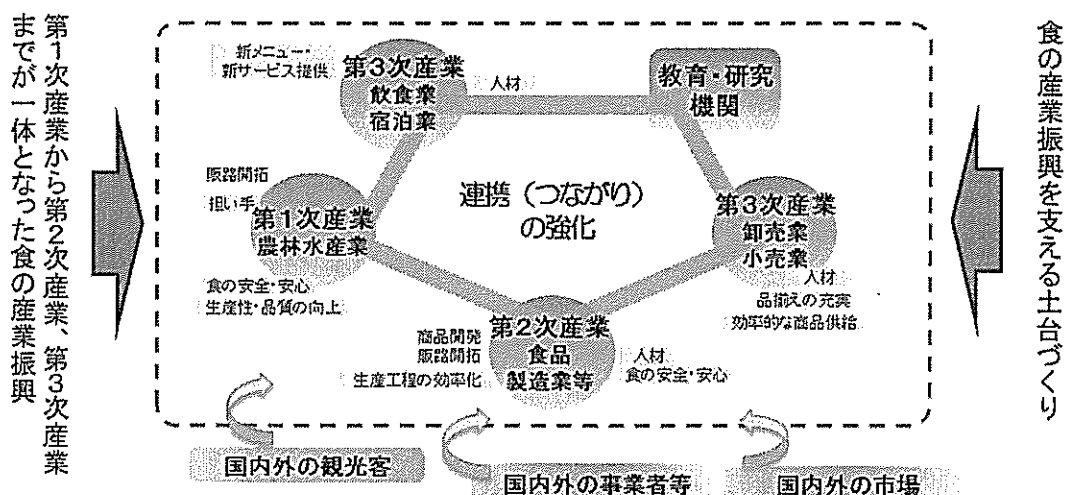 第1次産業から第2次産業、第3次産業
までが一体となった食の産業振興
新メニュー・
新サービス提供
第3次産業
飲食業
宿泊業
人材
教育・研究
機関
販路開拓
担い手
第1次産業
農林水産業
食の安全・安心
生産性・品質の向上
連携（つながり）
の強化
第3次産業
卸売業
小売業
人材
品揃えの充実
効率的な商品供給
商品開発
販路開拓
生産工程の効率化
第2次産業
食品
製造業等
人材
食の安全・安心
国内外の観光客
国内外の事業者等
国内外の市場
食の産業振興を支える土台づくり